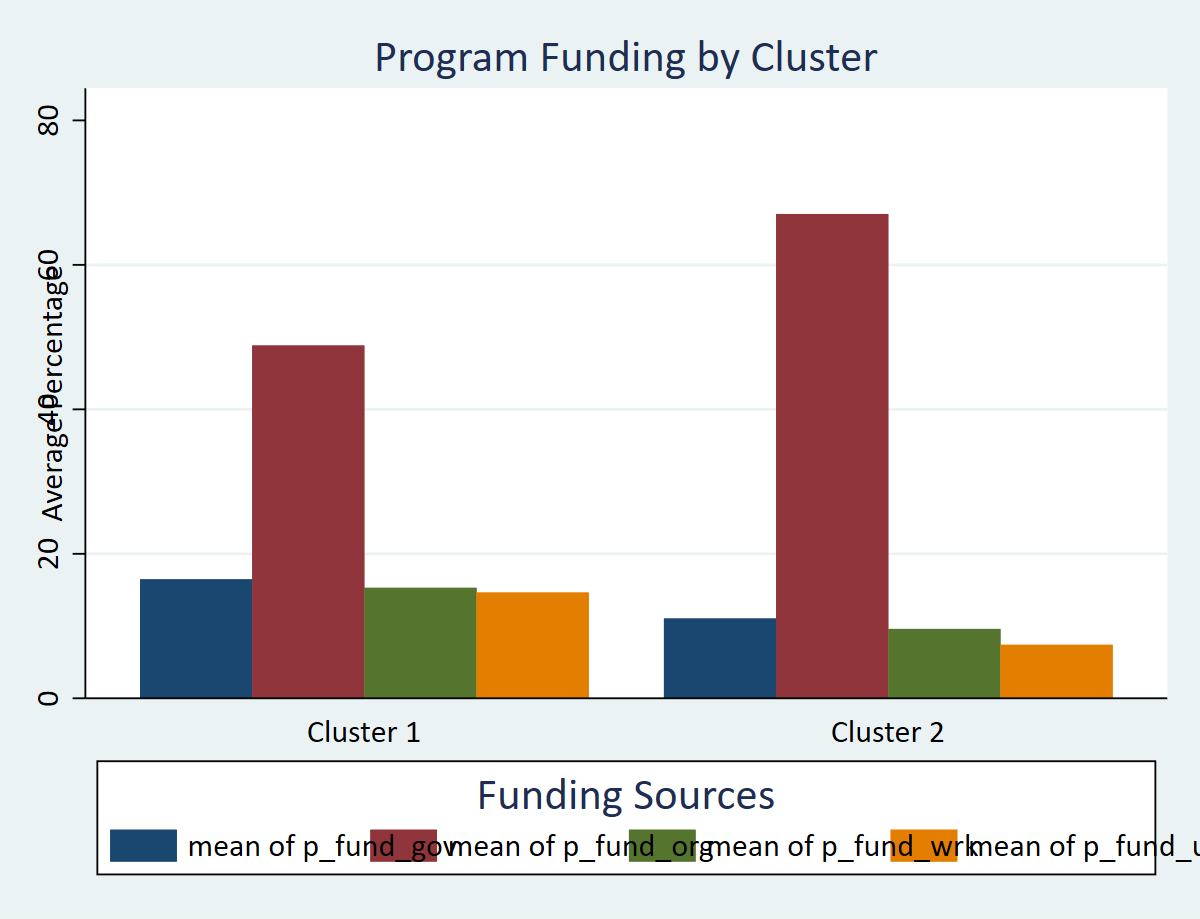 Program Funding by Cluster
Average percentage
80
60
40
20
0
Cluster 1 Cluster 2
Funding Sources
mean of p_fund_gov mean of p_fund_org mean of p_fund_wrk mean of p_fund_u